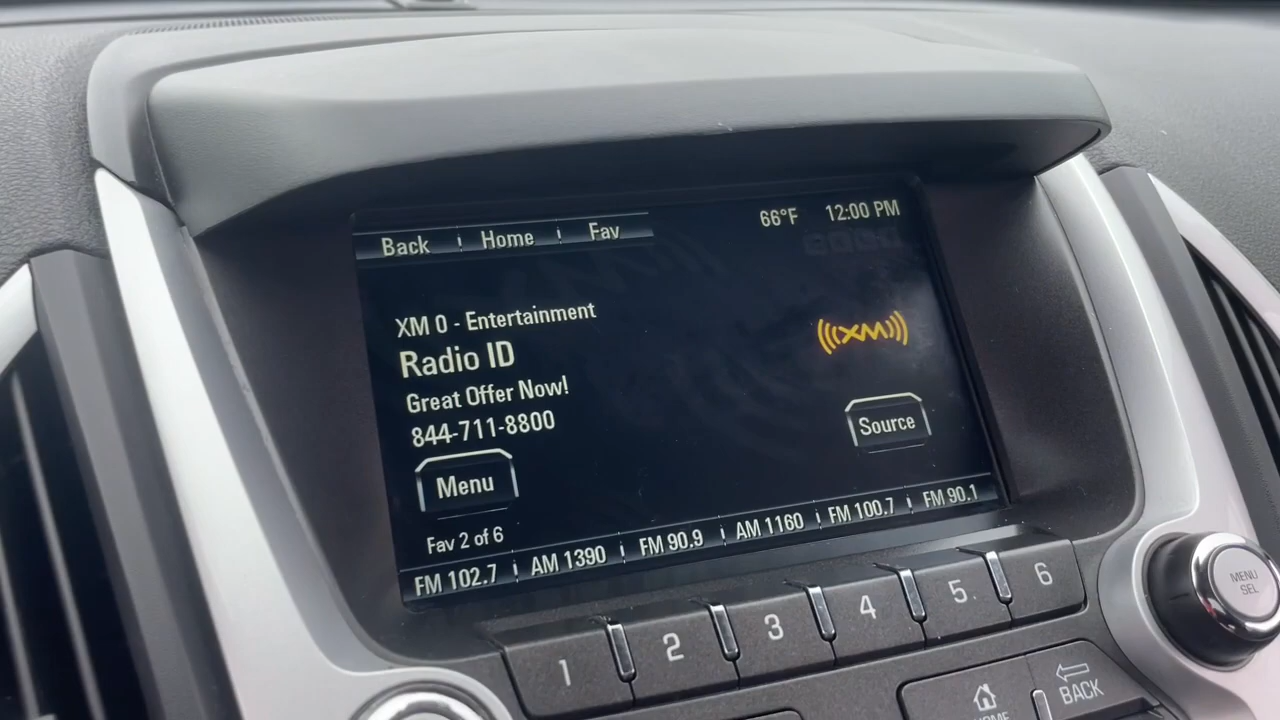 Back Home Fav 66°F 12:00 PM
XM 0 - Entertainment
Radio ID
Great Offer Now!
844-711-8800
XM
Menu
Source
Fav 2 of 6
FM 102.7 AM 1390 FM 90.9 AM 1160 FM 100.7 FM 90.1
1 2 3 4 5 6
MENU
SEL
HOME
BACK